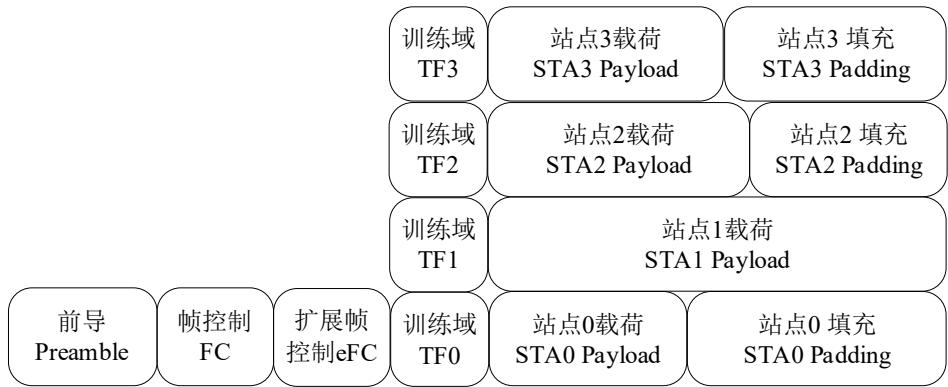 训练域
TF3
站点3载荷
STA3 Payload
站点3 填充
STA3 Padding
训练域
TF2
站点2载荷
STA2 Payload
站点2 填充
STA2 Padding
训练域
TF1
站点1载荷
STA1 Payload
前导
Preamble
帧控制
FC
扩展帧
控制eFC
训练域
TF0
站点0载荷
STA0 Payload
站点0 填充
STA0 Padding